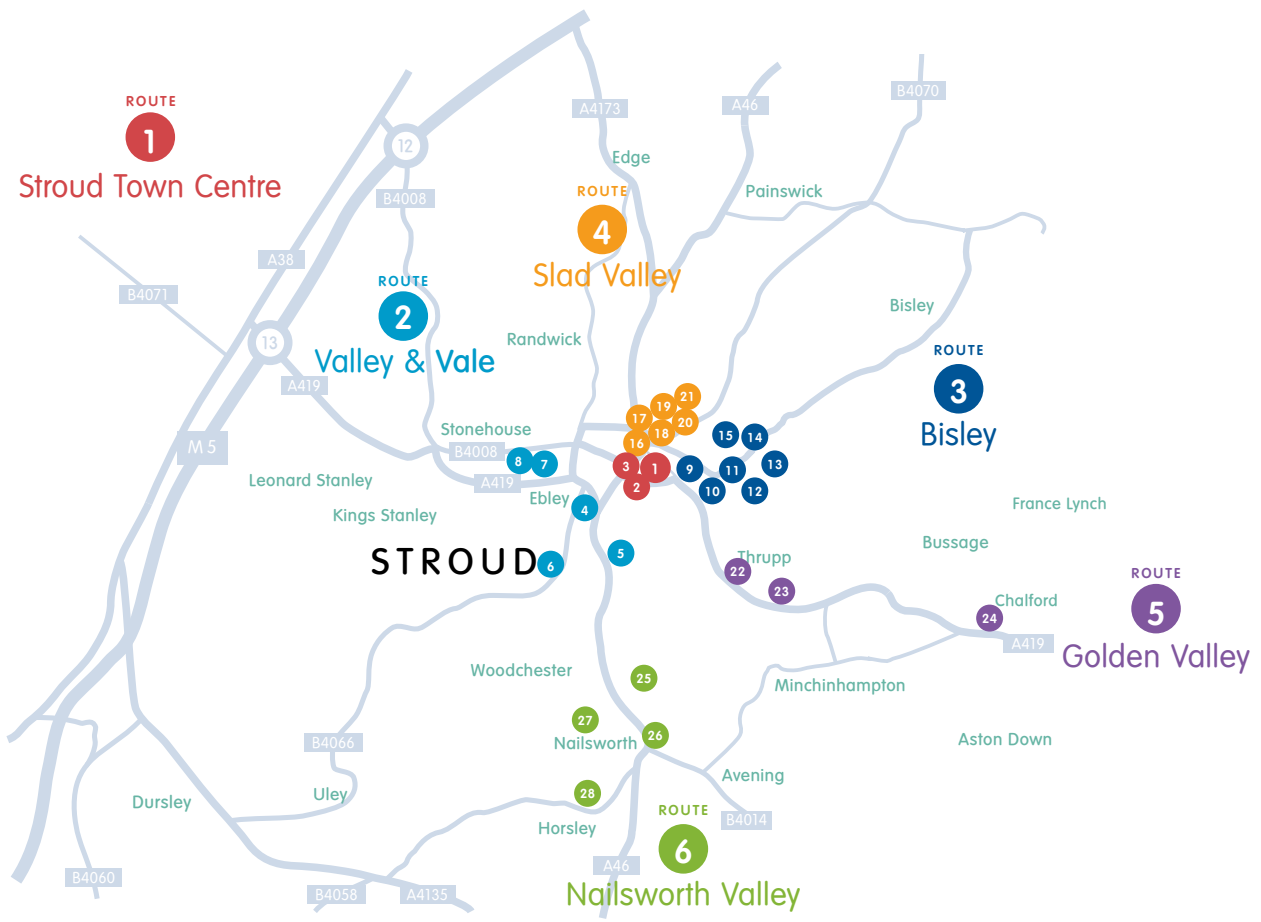 ROUTE
1
Stroud Town Centre
12
A4173
A46
B4070
Edge
Painswick
B4008
ROUTE
4
Slad Valley
A38
B4071
ROUTE
2
Valley & Vale
Bisley
13
Randwick
A419
ROUTE
3
Bisley
M 5
Stonehouse
B4008
A419
Leonard Stanley
Kings Stanley
Ebley
STROUD
21
19
17
20
18
16
3
1
2
8
7
4
5
6
15
14
9
11
13
10
12
France Lynch
Bussage
Thrupp
22
23
24
Chalford
A419
ROUTE
5
Golden Valley
Woodchester
25
Minchinhampton
27
26
Nailsworth
Aston Down
B4066
Avening
Uley
Dursley
28
Horsley
B4014
ROUTE
6
Nailsworth Valley
A46
B4060
B4058
A4135